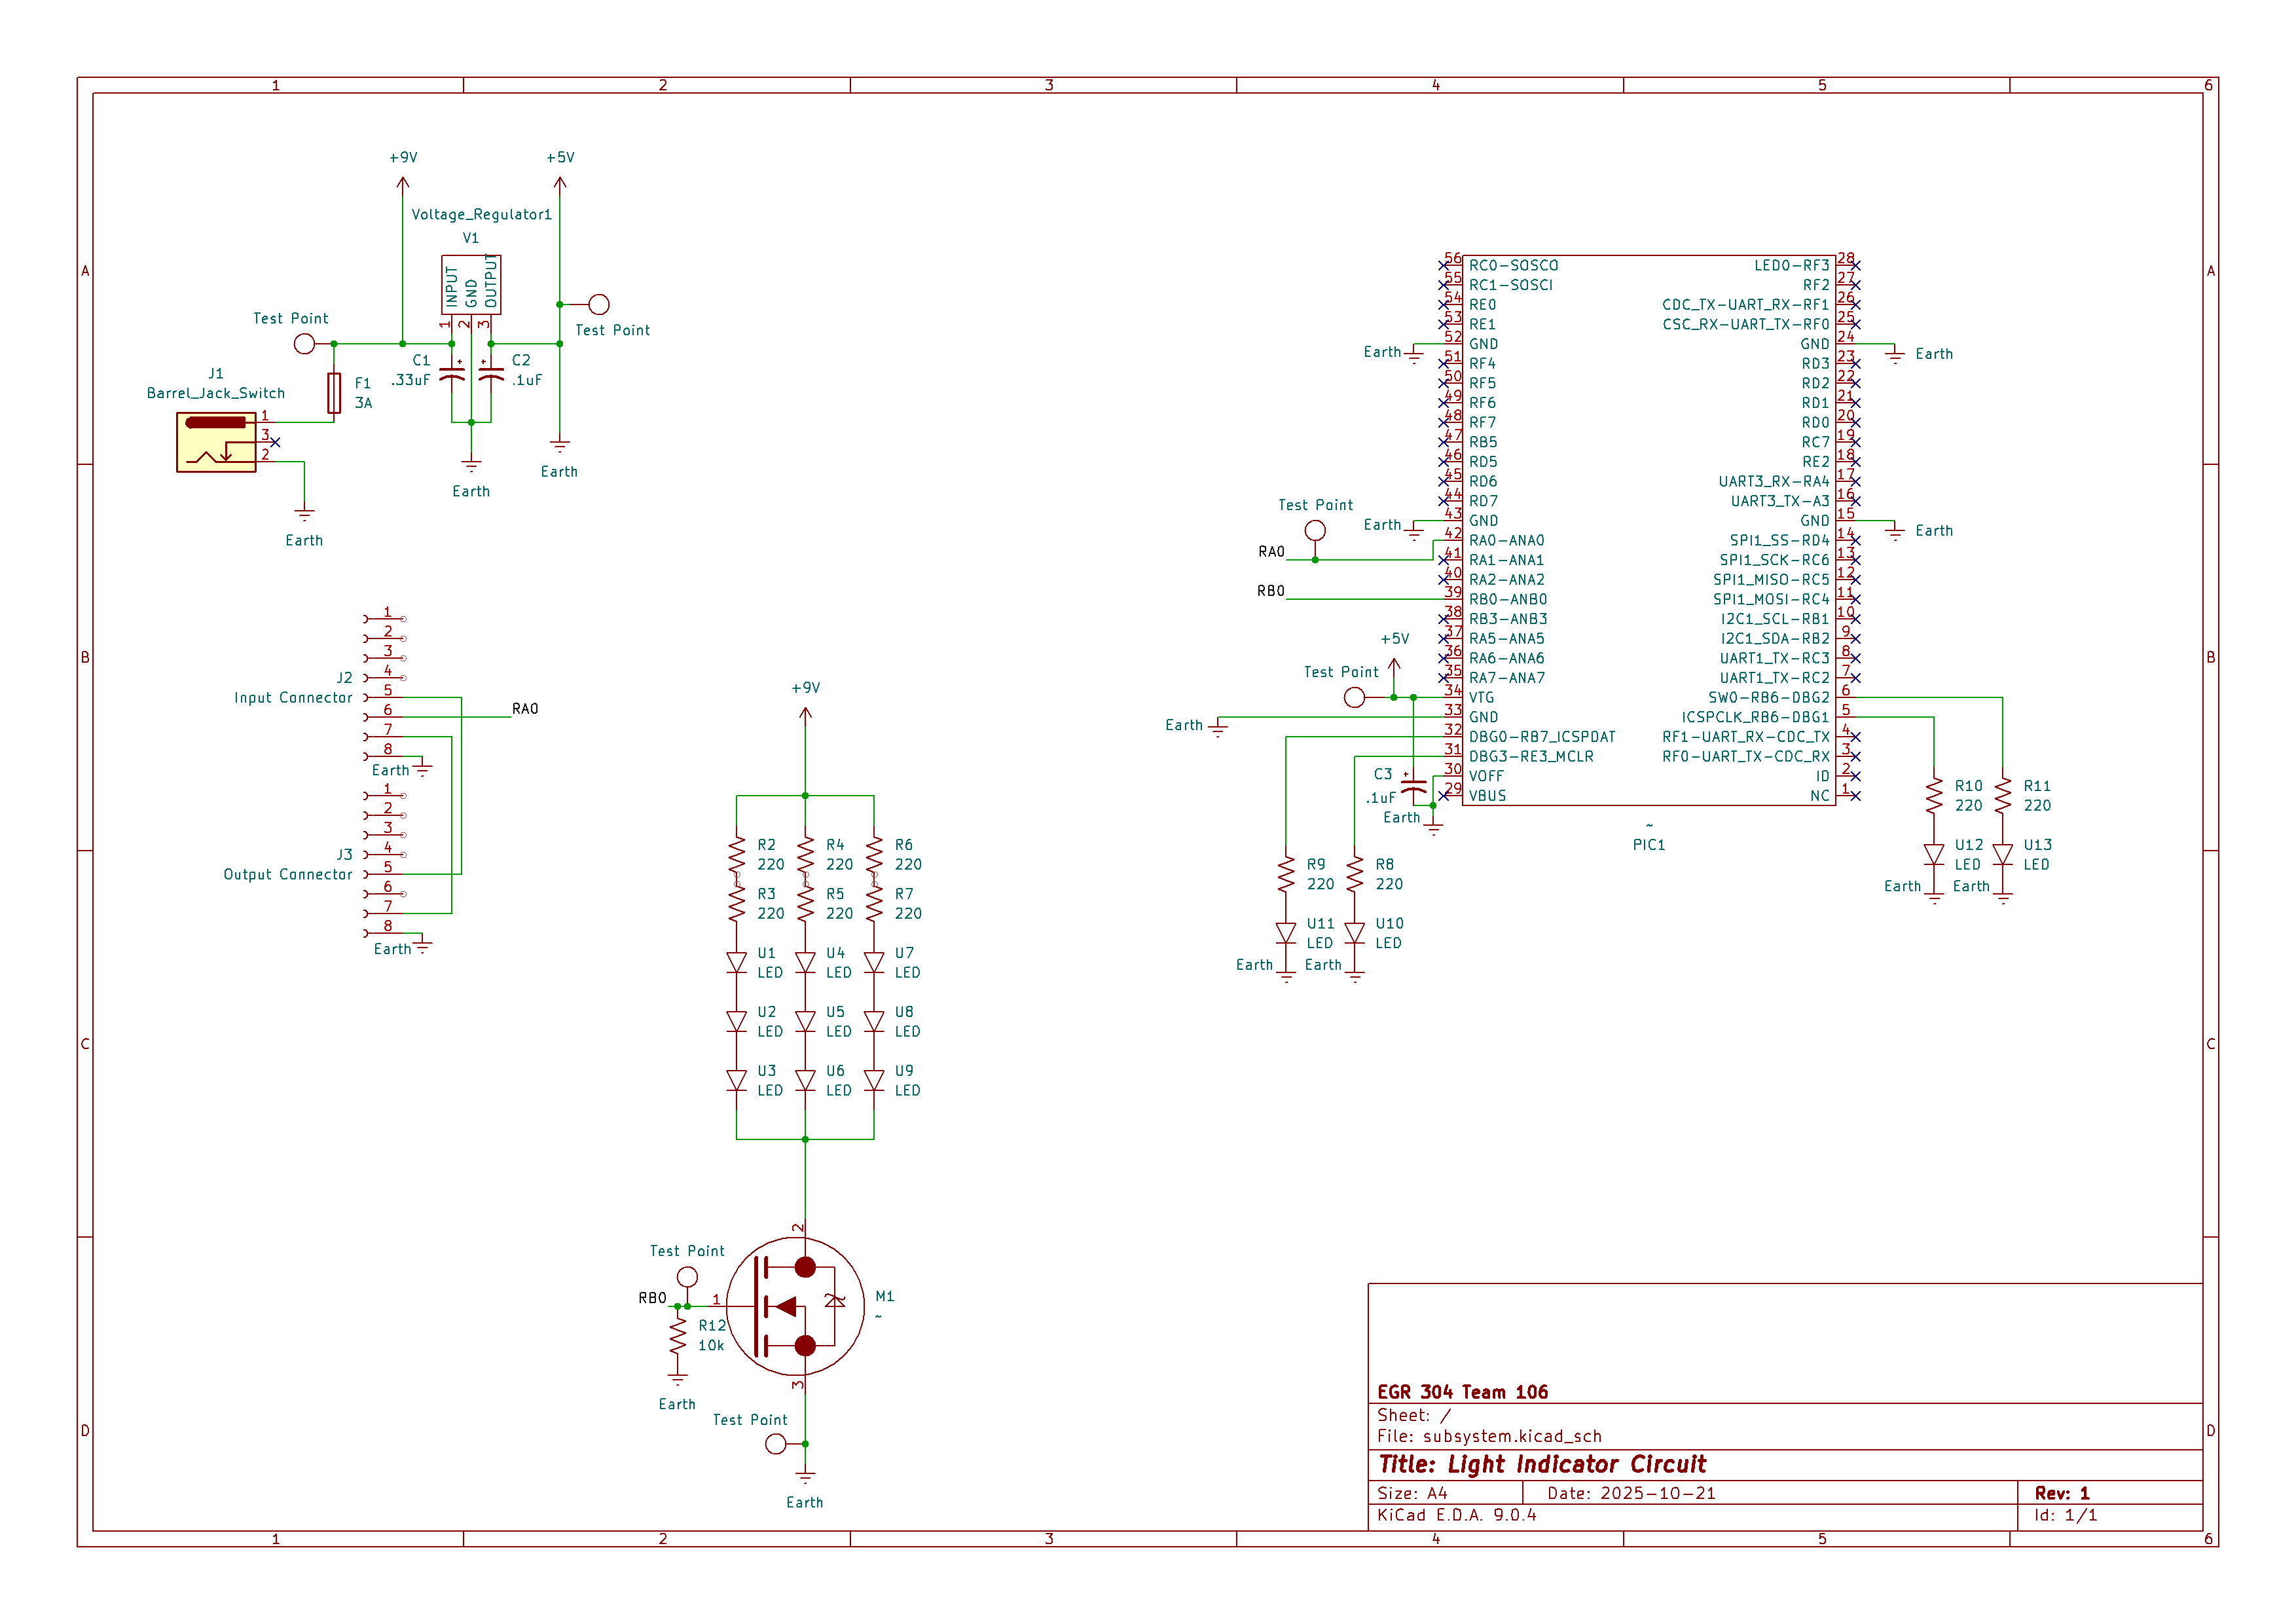 1 2 3 4 5 6
A
B
C
D
A
B
C
D
+9V
+5V
Voltage_Regulator1
V1
INPUT
GND
OUTPUT
1 2 3
Test Point
Test Point
C1
.33uF
C2
.1uF
F1
3A
J1
Barrel_Jack_Switch
1
3
2
Earth
Earth
Earth
1
2
3
4
5
6
7
8
J2
Input Connector
RA0
Earth
1
2
3
4
5
6
7
8
J3
Output Connector
Earth
+9V
R2
220
R4
220
R6
220
R3
220
R5
220
R7
220
U1
LED
U4
LED
U7
LED
U2
LED
U5
LED
U8
LED
U3
LED
U6
LED
U9
LED
2
Test Point
RB0
1
R12
10k
M1
~
3
Earth
Test Point
Earth
56 RC0-SOSCO
55 RC1-SOSCI
54 RE0
53 RE1
52 GND
51 RF4
50 RF5
49 RF6
48 RF7
47 RB5
46 RD5
45 RD6
44 RD7
43 GND
42 RA0-ANA0
41 RA1-ANA1
40 RA2-ANA2
39 RB0-ANB0
38 RB3-ANB3
37 RA5-ANA5
36 RA6-ANA6
35 RA7-ANA7
34 VTG
33 GND
32 DBG0-RB7_ICSPDAT
31 DBG3-RE3_MCLR
30 VOFF
29 VBUS
LED0-RF3 28
RF2 27
CDC_TX-UART_RX-RF1 26
CSC_RX-UART_TX-RF0 25
GND 24
RD3 23
RD2 22
RD1 21
RD0 20
RC7 19
RE2 18
UART3_RX-RA4 17
UART3_TX-A3 16
GND 15
SPI1_SS-RD4 14
SPI1_SCK-RC6 13
SPI1_MISO-RC5 12
SPI1_MOSI-RC4 11
I2C1_SCL-RB1 10
I2C1_SDA-RB2 9
UART1_TX-RC3 8
UART1_TX-RC2 7
SW0-RB6-DBG2 6
ICSPCLK_RB6-DBG1 5
RF1-UART_RX-CDC_TX 4
RF0-UART_TX-CDC_RX 3
ID 2
NC 1
~
PIC1
Earth
Earth
Test Point
Earth
Earth
RA0
RB0
+5V
Test Point
Earth
C3
.1uF
Earth
R9
220
R8
220
U11
LED
U10
LED
Earth
Earth
R10
220
R11
220
U12
LED
U13
LED
Earth
Earth
EGR 304 Team 106
Sheet: /
File: subsystem.kicad_sch
Title: Light Indicator Circuit
Size: A4
Date: 2025-10-21
Rev: 1
KiCad E.D.A. 9.0.4
Id: 1/1
1 2 3 4 5 6